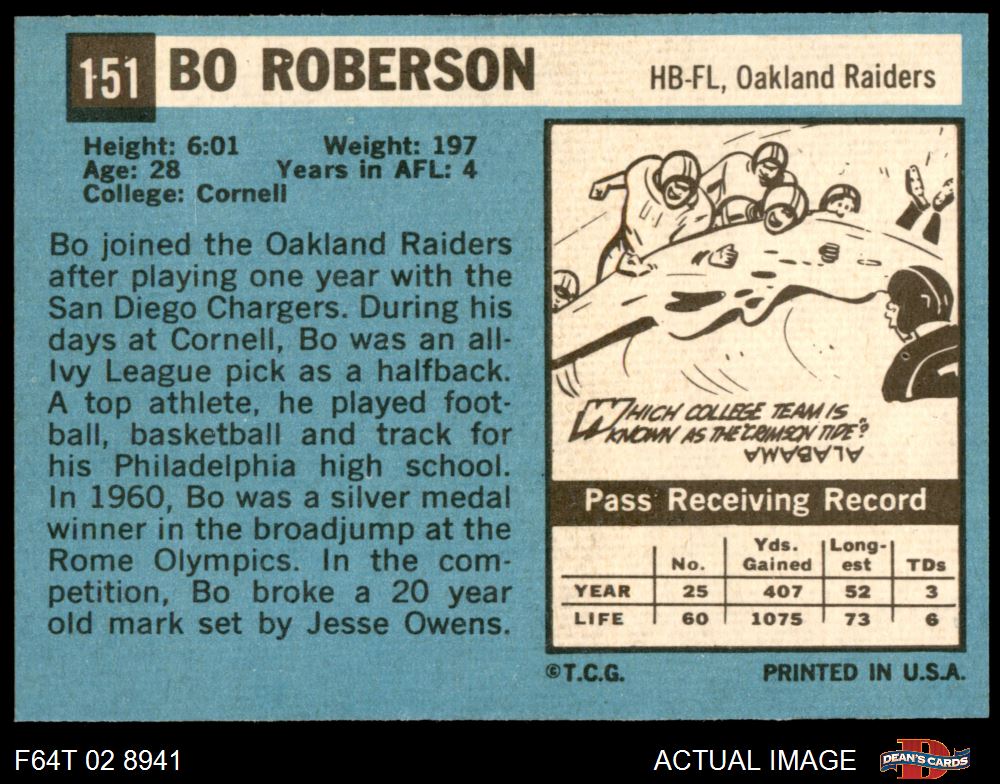 151 BO ROBERSON HB-FL, Oakland Raiders
Height: 6:01 Weight: 197
Age: 28 Years in AFL: 4
College: Cornell
Bo joined the Oakland Raiders
after playing one year with the
San Diego Chargers. During his
days at Cornell, Bo was an all-
Ivy League pick as a halfback.
A top athlete, he played foot-
ball, basketball and track for
his Philadelphia high school.
In 1960, Bo was a silver medal
winner in the broadjump at the
Rome Olympics. In the com-
petition, Bo broke a 20 year
old mark set by Jesse Owens.
WHICH COLLEGE TEAM IS
KNOWN AS THE "CRIMSON TIDE"?
ALABAMA
Pass Receiving Record
No. Yds. Gained Long-est TDs
YEAR 25 407 52 3
LIFE 60 1075 73 6
©T.C.G. PRINTED IN U.S.A.
F64T 02 8941 ACTUAL IMAGE DEAN'S CARDS